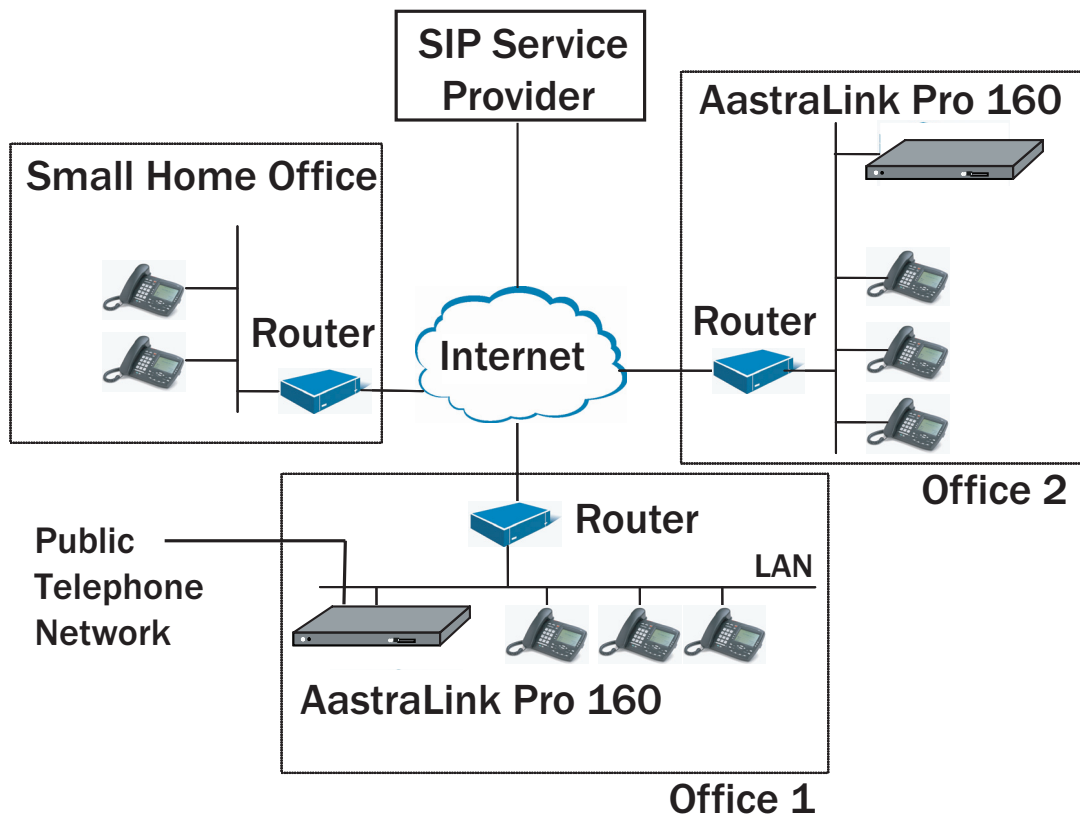 SIP Service
Provider
AastraLink Pro 160
Small Home Office
Router
Internet
Router
Office 2
Router
Public
Telephone
Network
LAN
AastraLink Pro 160
Office 1